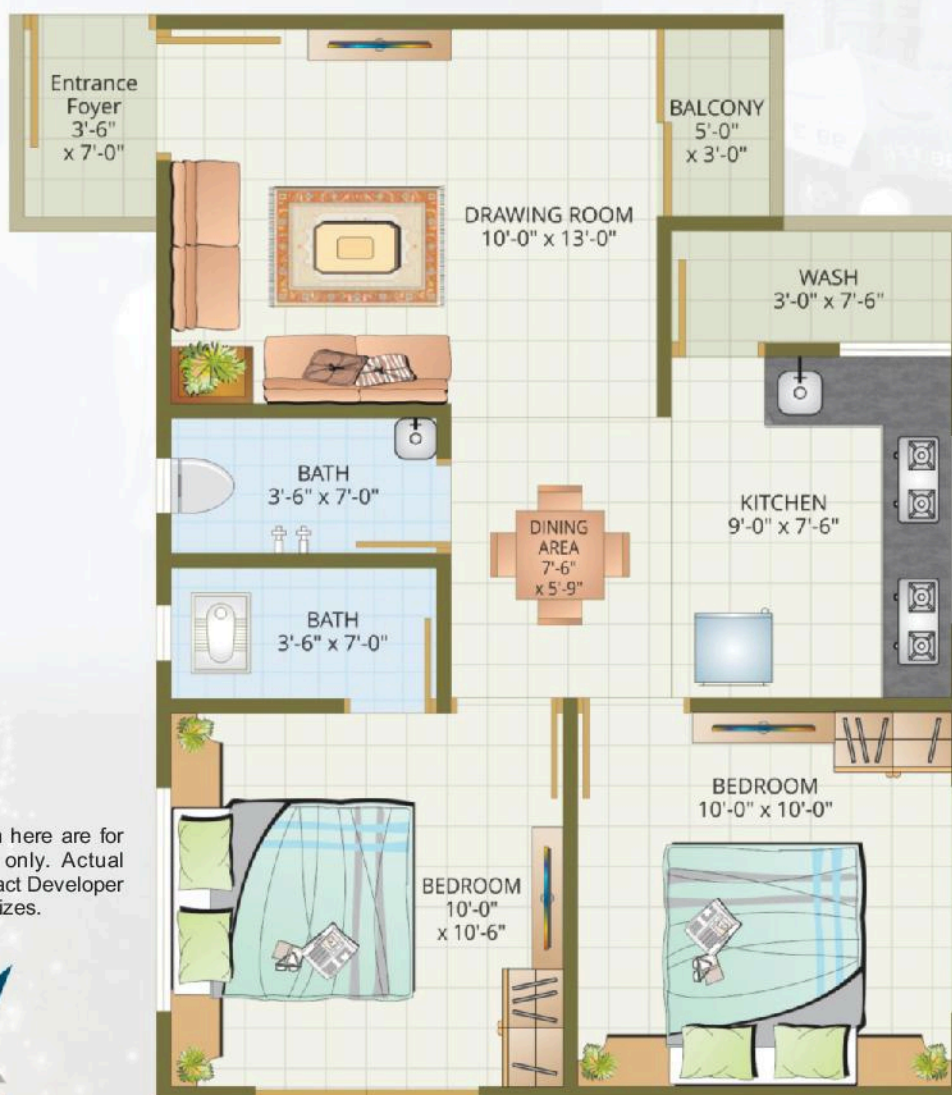 Entrance
Foyer
3'-6"
x 7'-0"
BALCONY
5'-0"
x 3'-0"
DRAWING ROOM
10'-0" x 13'-0"
WASH
3'-0" x 7'-6"
BATH
3'-6" x 7'-0"
KITCHEN
9'-0" x 7'-6"
DINING
AREA
7'-6"
x 5'-9"
BATH
3'-6" x 7'-0"
BEDROOM
10'-0" x 10'-0"
BEDROOM
10'-0"
x 10'-6"
here are for
only. Actual
Developer